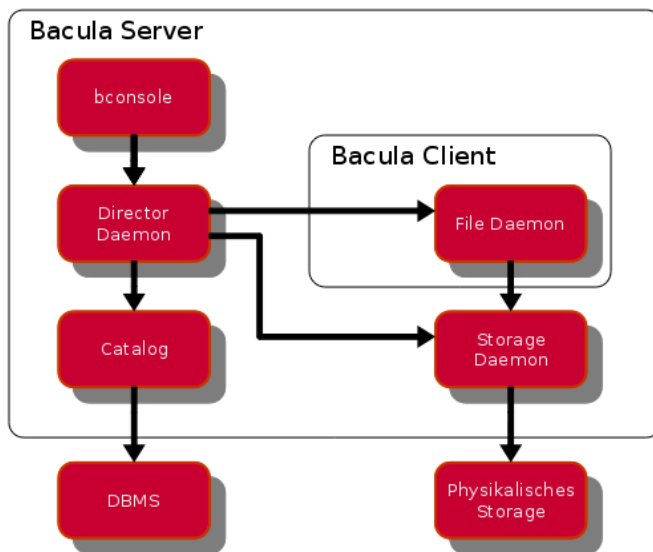 Bacula Server
bconsole
Bacula Client
Director
Daemon
File Daemon
Catalog
Storage
Daemon
DBMS
Physikalisches
Storage